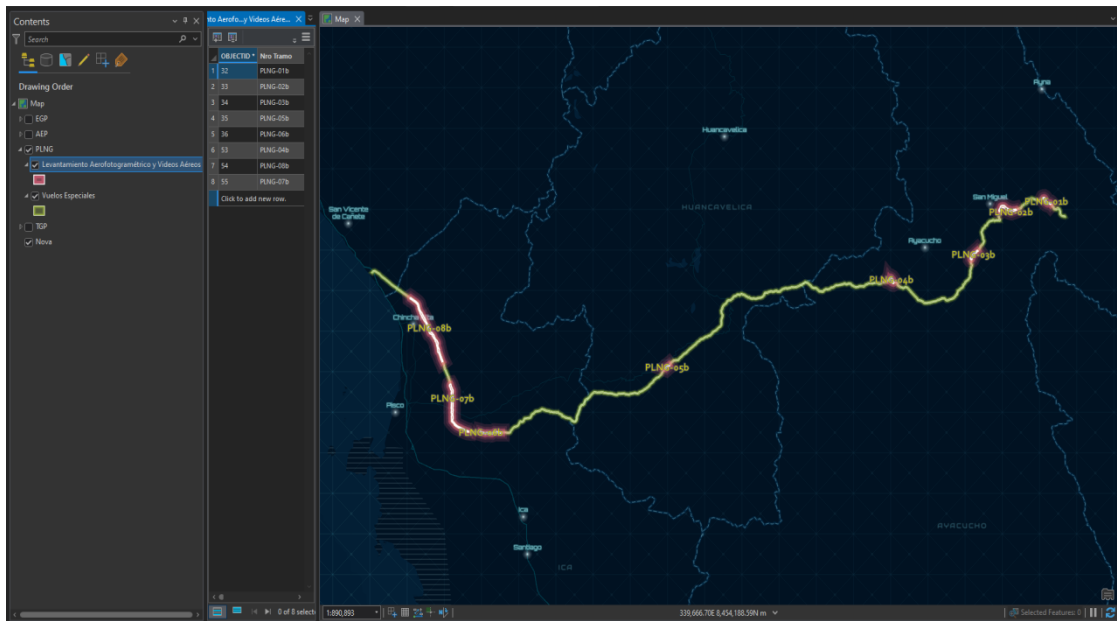 Contents
Search
Drawing Order
Map
EGP
AEP
PLNG
Levantamiento Aerofotogramétrico y Videos Aéreos
Vuelos Especiales
TGP
Nova
nto Aerofo...y Videos Aére...
OBJECTID * Nro Tramo
1 32 PLNG-01b
2 33 PLNG-02b
3 34 PLNG-03b
4 35 PLNG-05b
5 36 PLNG-06b
6 53 PLNG-04b
7 54 PLNG-08b
8 55 PLNG-07b
Click to add new row.
0 of 8 select
Map
Ayna
Huancavelica
HUANCAVELICA
San Vicente
de Cañete
San Miguel
PLNG-01b
PLNG-02b
Ayacucho
PLNG-03b
PLNG-04b
Chincha
PLNG-08b
PLNG-05b
PLNG-07b
Pisco
PLNG-06b
Ica
Santiago
ICA
AYACUCHO
1:890,893
339,666.70E 8,454,188.59N m
Selected Features: 0